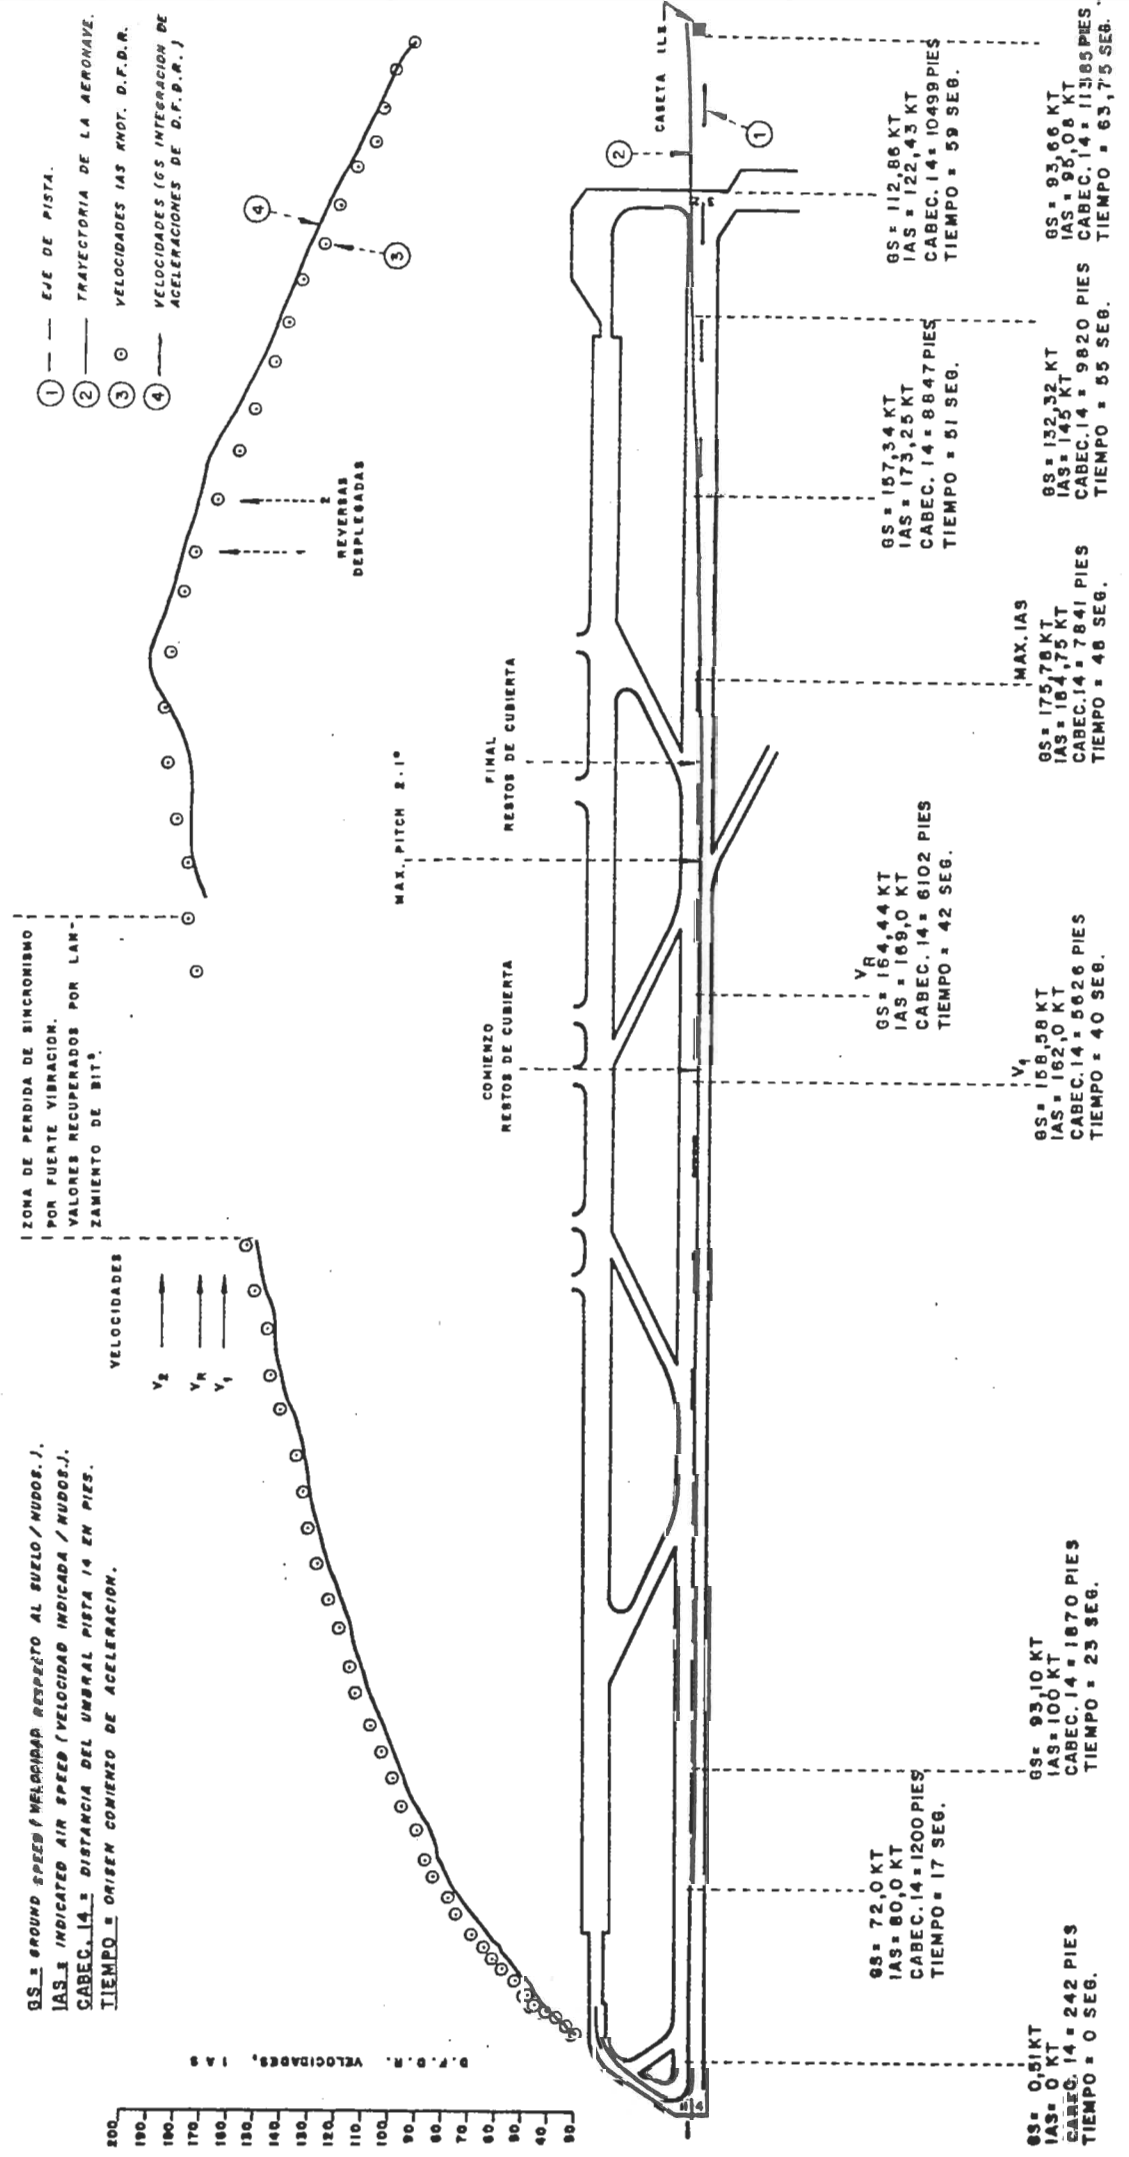 GS = GROUND SPEED (VELOCIDAD RESPETO AL SUELO / NUDOS.).
IAS = INDICATED AIR SPEED (VELOCIDAD INDICADA / NUDOS.).
CABEC. 14 = DISTANCIA DEL UMBRAL PISTA 14 EN PIES.
TIEMPO = ORIGEN COMIENZO DE ACELERACION.
ZONA DE PERDIDA DE SINCRONISMO
POR FUERTE VIBRACION.
VALORES RECUPERADOS POR LAN-
ZAMIENTO DE BITS.
1 EJE DE PISTA.
2 TRAYECTORIA DE LA AERONAVE.
3 VELOCIDADES IAS KNOT. D.F.D.R.
4 VELOCIDADES (GS INTEGRACION DE
ACELERACIONES DE D.F.D.R.)
VELOCIDADES
V2
VR
V1
4
3
1
2
REVERSAS
DESPLEGADAS
D.F.D.R. VELOCIDADES, IAS
200
190
180
170
160
150
140
130
120
110
100
90
80
70
60
50
40
30
MAX. PITCH 2.1°
COMIENZO
RESTOS DE CUBIERTA
FINAL
RESTOS DE CUBIERTA
CASETA ILS
2
1
14
32
GS = 72,0 KT
IAS = 80,0 KT
CABEC. 14 = 1200 PIES
TIEMPO = 17 SEG.
VR
GS = 164,44 KT
IAS = 169,0 KT
CABEC. 14 = 6102 PIES
TIEMPO = 42 SEG.
GS = 157,34 KT
IAS = 173,25 KT
CABEC. 14 = 8847 PIES
TIEMPO = 51 SEG.
GS = 112,86 KT
IAS = 122,43 KT
CABEC. 14 = 10499 PIES
TIEMPO = 59 SEG.
GS = 0,51 KT
IAS = 0 KT
CABEC. 14 = 242 PIES
TIEMPO = 0 SEG.
GS = 93,10 KT
IAS = 100 KT
CABEC. 14 = 1870 PIES
TIEMPO = 23 SEG.
V1
GS = 158,58 KT
IAS = 162,0 KT
CABEC. 14 = 5626 PIES
TIEMPO = 40 SEG.
MAX. IAS
GS = 175,78 KT
IAS = 184,75 KT
CABEC. 14 = 7841 PIES
TIEMPO = 48 SEG.
GS = 132,32 KT
IAS = 145 KT
CABEC. 14 = 9820 PIES
TIEMPO = 55 SEG.
GS = 93,66 KT
IAS = 95,08 KT
CABEC. 14 = 11385 PIES
TIEMPO = 63,75 SEG.